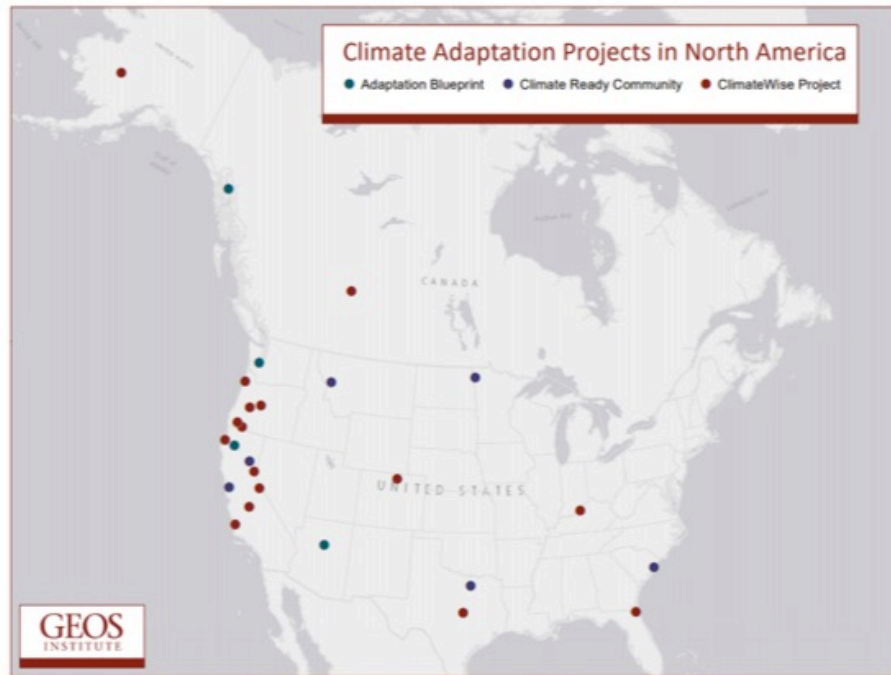 Climate Adaptation Projects in North America
Adaptation Blueprint Climate Ready Community ClimateWise Project
CANADA
UNITED STATES
GEOS
INSTITUTE